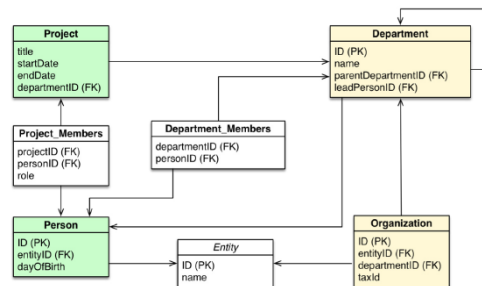 Project
title
startDate
endDate
departmentID (FK)
Department
ID (PK)
name
parentDepartmentID (FK)
leadPersonID (FK)
Project_Members
projectID (FK)
personID (FK)
role
Department_Members
departmentID (FK)
personID (FK)
Person
ID (PK)
entityID (FK)
dayOfBirth
Entity
ID (PK)
name
Organization
ID (PK)
entityID (FK)
departmentID (FK)
taxId